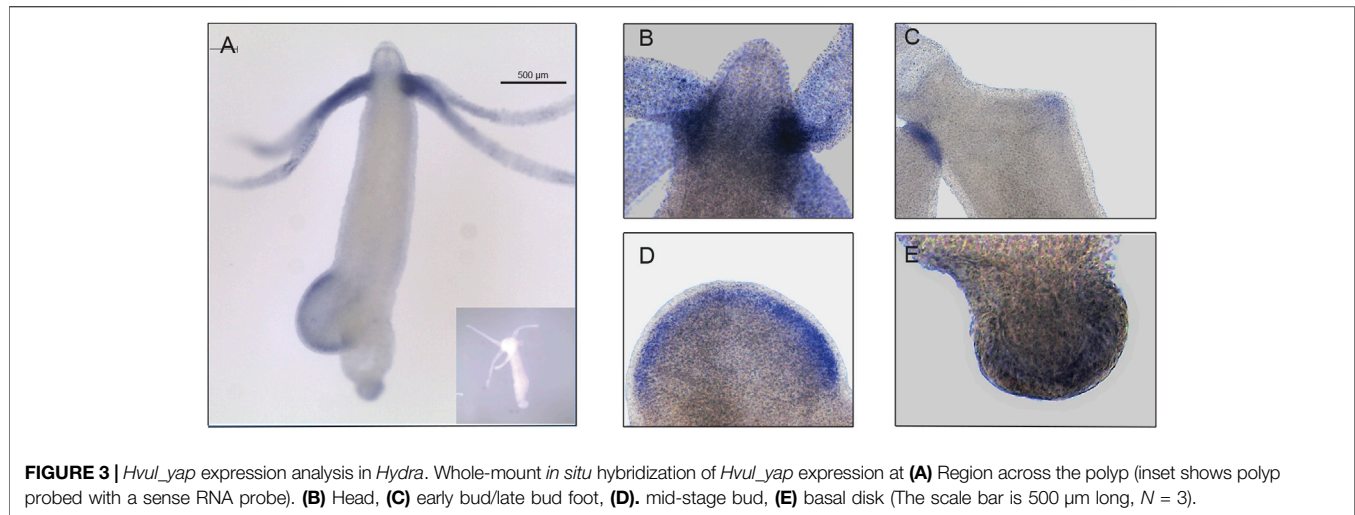 A
500 µm
B
C
D
E
FIGURE 3 | Hvul_yap expression analysis in Hydra. Whole-mount in situ hybridization of Hvul_yap expression at (A) Region across the polyp (inset shows polyp
probed with a sense RNA probe). (B) Head, (C) early bud/late bud foot, (D). mid-stage bud, (E) basal disk (The scale bar is 500 µm long, N = 3).